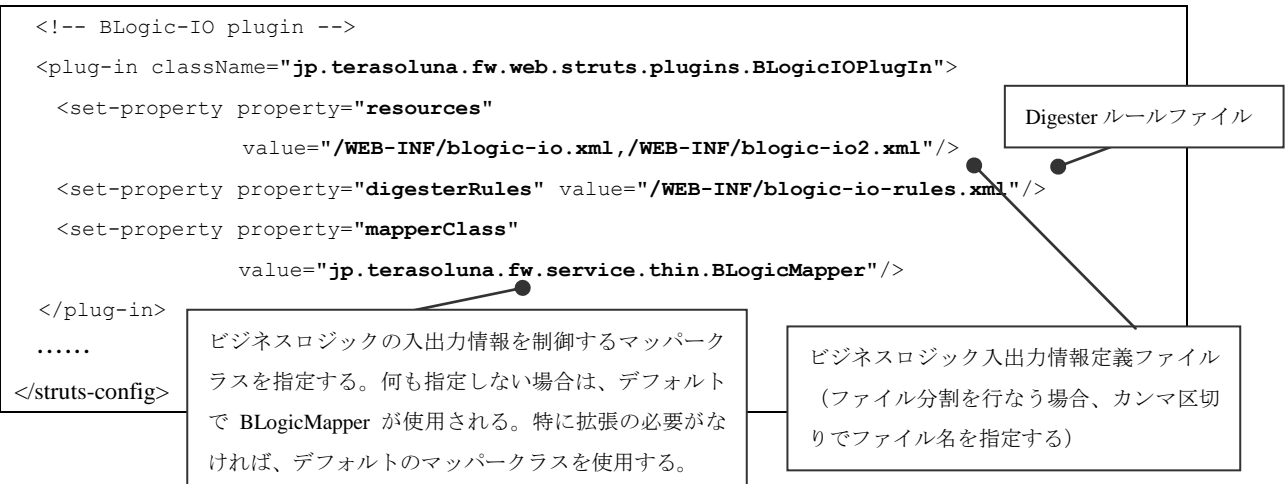 <!-- BLogic-IO plugin -->
<plug-in className="jp.terasoluna.fw.web.struts.plugins.BLogicIOPlugIn">
<set-property property="resources"
value="/WEB-INF/blogic-io.xml,/WEB-INF/blogic-io2.xml"/>
<set-property property="digesterRules" value="/WEB-INF/blogic-io-rules.xml"/>
<set-property property="mapperClass"
value="jp.terasoluna.fw.service.thin.BLogicMapper"/>
</plug-in>
……
</struts-config>
Digester ルールファイル
ビジネスロジックの入出力情報を制御するマッパーク
ラスを指定する。何も指定しない場合は、デフォルト
で BLogicMapper が使用される。特に拡張の必要がな
ければ、デフォルトのマッパークラスを使用する。
ビジネスロジック入出力情報定義ファイル
（ファイル分割を行なう場合、カンマ区切
りでファイル名を指定する）